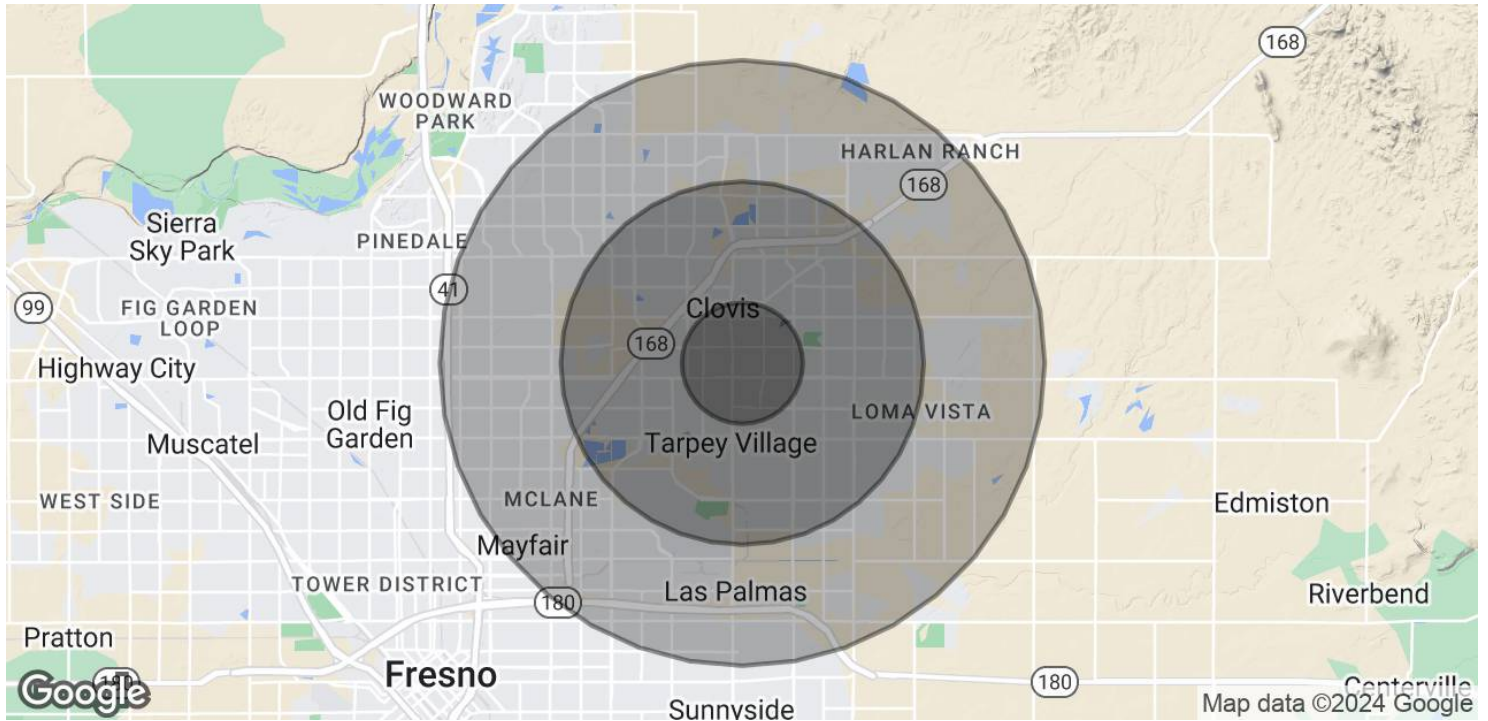 168
WOODWARD
PARK
HARLAN RANCH
168
Sierra
Sky Park
PINEDALE
41
99
FIG GARDEN
LOOP
Clovis
168
Highway City
Old Fig
Garden
LOMA VISTA
Muscatel
Tarpey Village
WEST SIDE
MCLANE
Edmiston
Mayfair
TOWER DISTRICT
Las Palmas
Riverbend
180
Pratton
Fresno
180
180
Centerville
Google
Sunnyside
Map data ©2024 Google